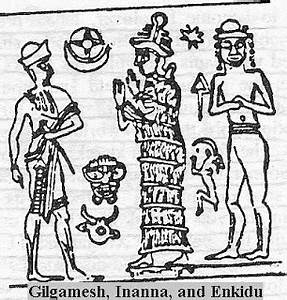 Gilgamesh, Inanna, and Enkidu